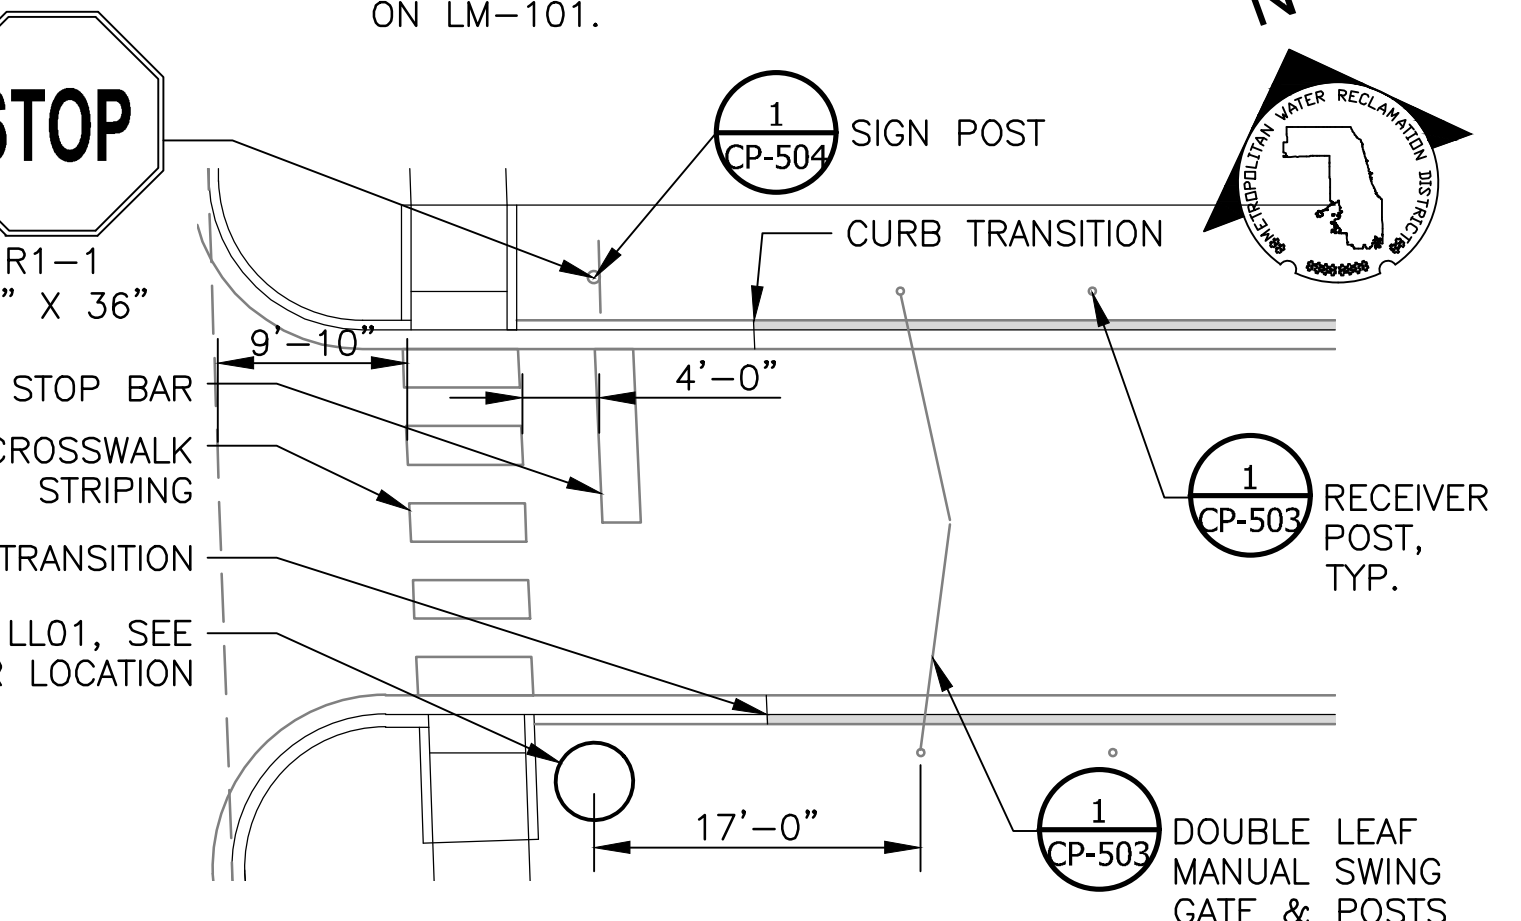 ON LM-101.
N
STOP
R1-1
" X 36"
1
CP-504
SIGN POST
METROPOLITAN WATER RECLAMATION DISTRICT
CURB TRANSITION
9'-10"
4'-0"
STOP BAR
CROSSWALK
STRIPING
TRANSITION
LL01, SEE
R LOCATION
1
CP-503
RECEIVER
POST,
TYP.
17'-0"
1
CP-503
DOUBLE LEAF
MANUAL SWING
GATE & POSTS